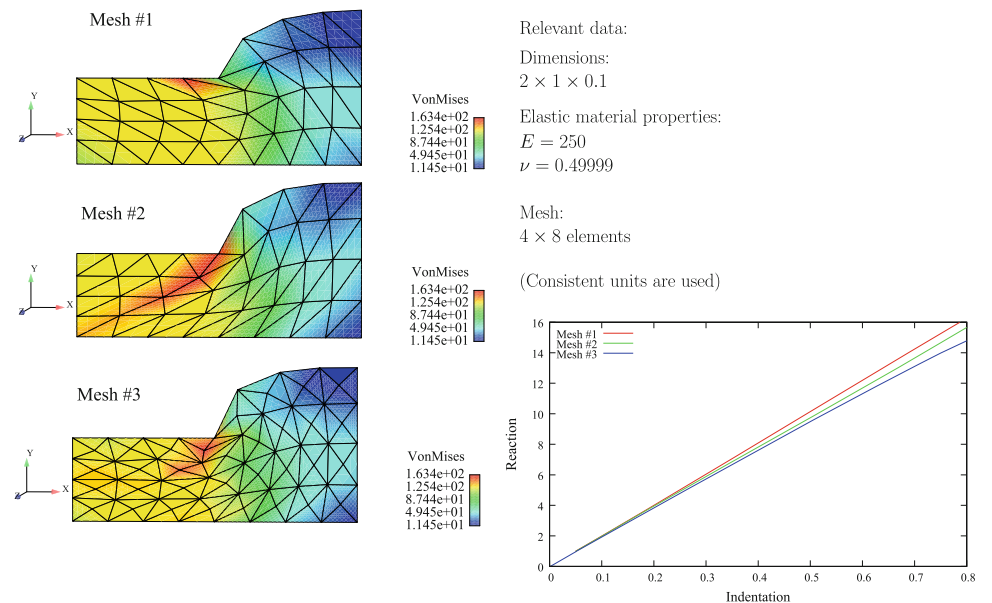 Mesh #1
Y
X
Z
VonMises
1.634e+02
1.254e+02
8.744e+01
4.945e+01
1.145e+01
Mesh #2
Y
X
Z
VonMises
1.634e+02
1.254e+02
8.744e+01
4.945e+01
1.145e+01
Mesh #3
Y
X
Z
VonMises
1.634e+02
1.254e+02
8.744e+01
4.945e+01
1.145e+01
Relevant data:
Dimensions:
2 × 1 × 0.1
Elastic material properties:
E = 250
ν = 0.49999
Mesh:
4 × 8 elements
(Consistent units are used)
Mesh #1
Mesh #2
Mesh #3
16
14
12
10
8
6
4
2
0
Reaction
0 0.1 0.2 0.3 0.4 0.5 0.6 0.7 0.8
Indentation